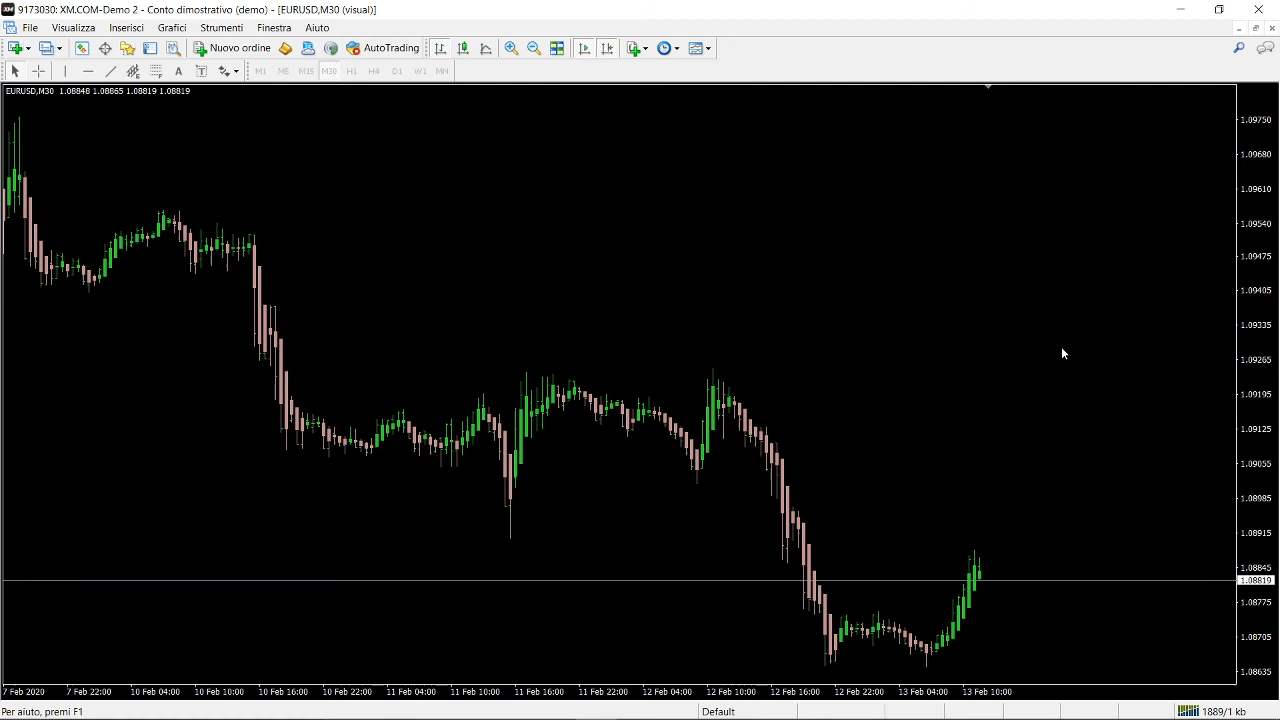 9173030: XM.COM-Demo 2 - Conto dimostrativo (demo) - [EURUSD,M30 (visual)]
File Visualizza Inserisci Grafici Strumenti Finestra Aiuto
Nuovo ordine AutoTrading
A T M1 M5 M15 M30 H1 H4 D1 W1 MN
EURUSD,M30 1.08848 1.08865 1.08819 1.08819
1.09750
1.09680
1.09610
1.09540
1.09475
1.09405
1.09335
1.09265
1.09195
1.09125
1.09055
1.08985
1.08915
1.08845
1.08819
1.08775
1.08705
1.08635
7 Feb 2020 7 Feb 22:00 10 Feb 04:00 10 Feb 10:00 10 Feb 16:00 10 Feb 22:00 11 Feb 04:00 11 Feb 10:00 11 Feb 16:00 11 Feb 22:00 12 Feb 04:00 12 Feb 10:00 12 Feb 16:00 12 Feb 22:00 13 Feb 04:00 13 Feb 10:00
Per aiuto, premi F1 Default 1889/1 kb